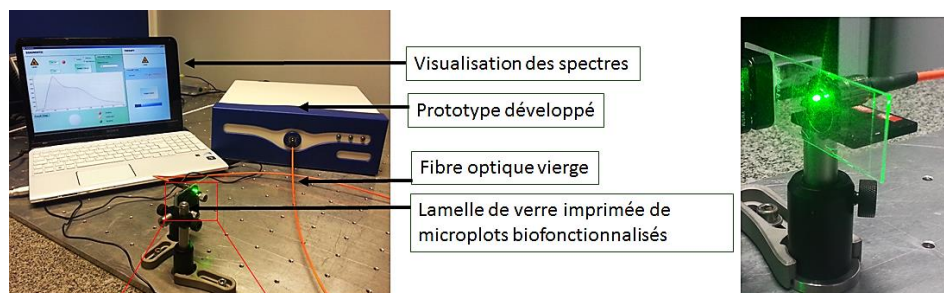 Visualisation des spectres
Prototype développé
Fibre optique vierge
Lamelle de verre imprimée de
microplots biofonctionnalisés